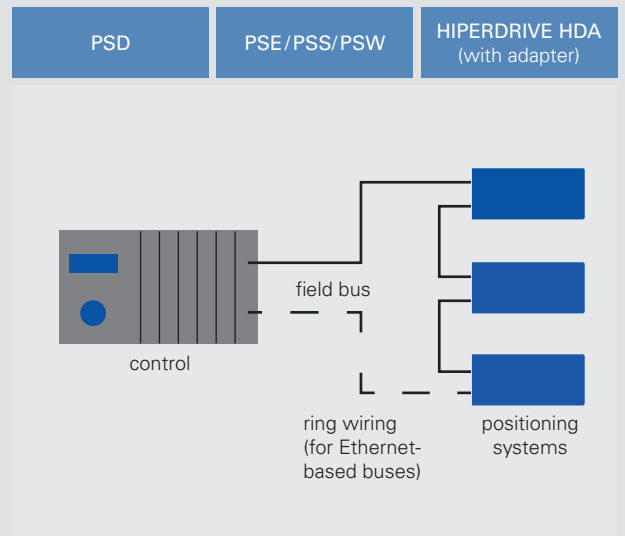 PSD
PSE/PSS/PSW
HIPERDRIVE HDA
(with adapter)
field bus
control
ring wiring
(for Ethernet-
based buses)
positioning
systems